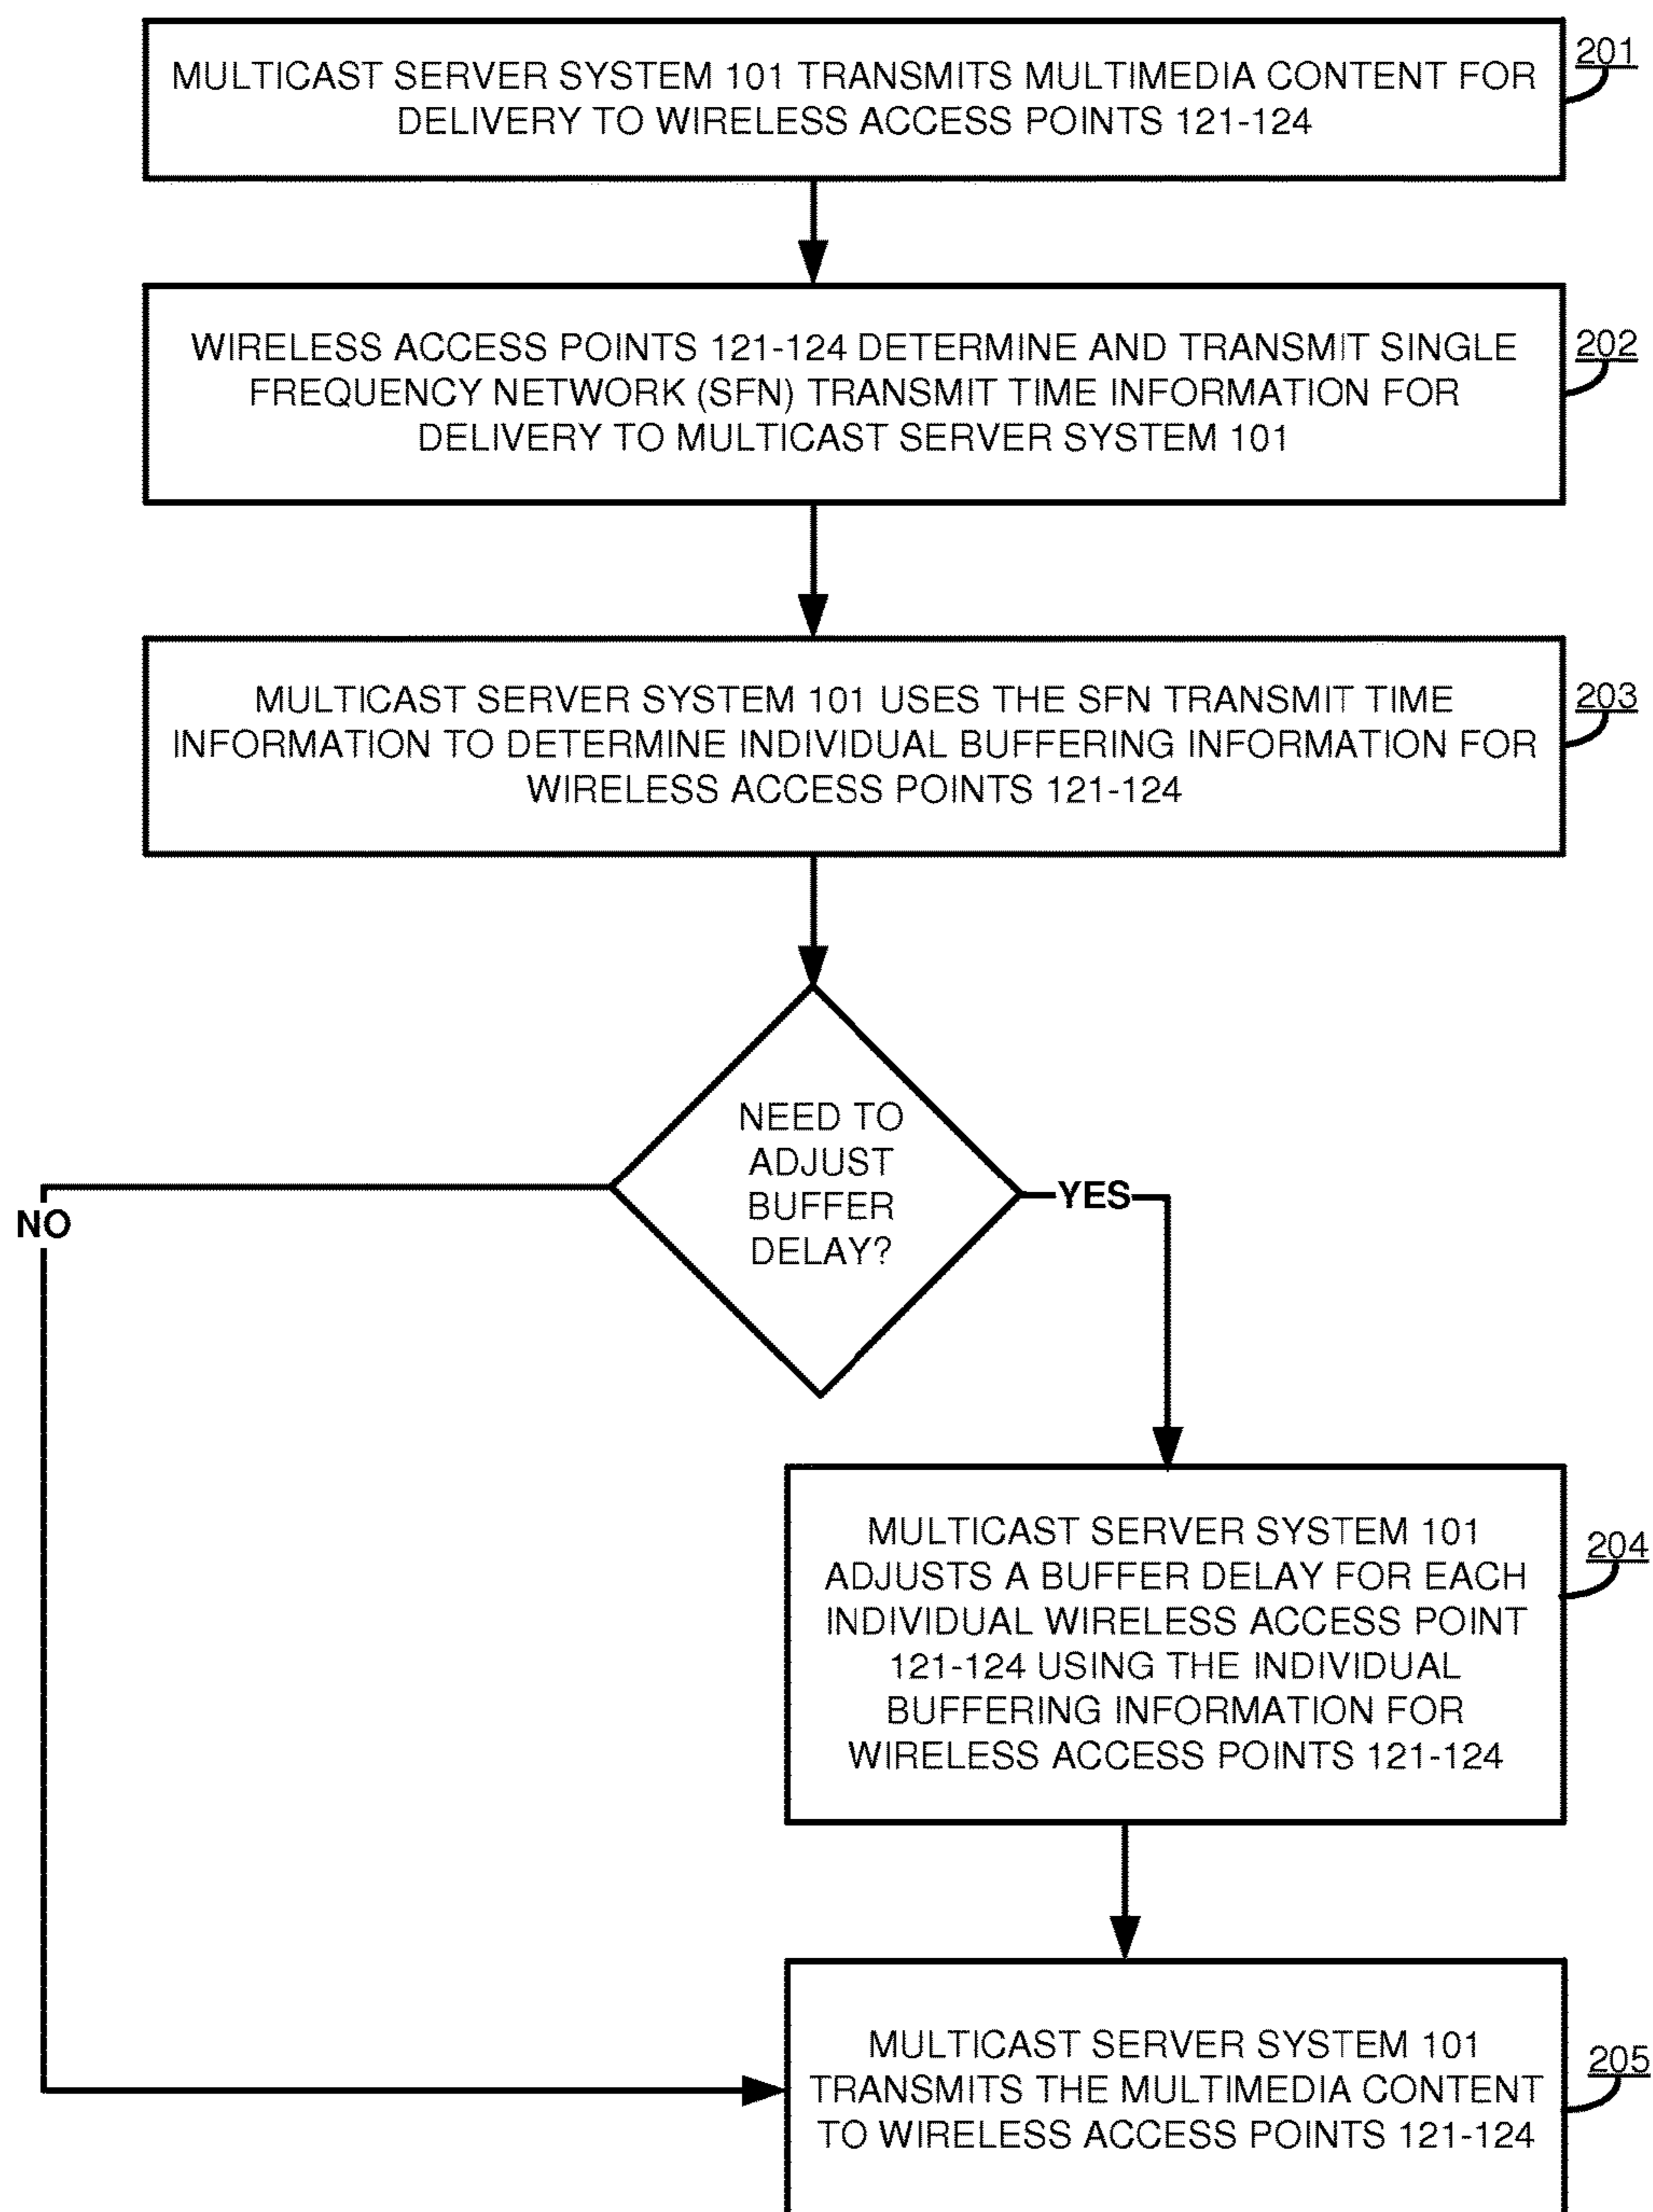 MULTICAST SERVER SYSTEM 101 TRANSMITS MULTIMEDIA CONTENT FOR
DELIVERY TO WIRELESS ACCESS POINTS 121-124
201
WIRELESS ACCESS POINTS 121-124 DETERMINE AND TRANSMIT SINGLE
FREQUENCY NETWORK (SFN) TRANSMIT TIME INFORMATION FOR
DELIVERY TO MULTICAST SERVER SYSTEM 101
202
MULTICAST SERVER SYSTEM 101 USES THE SFN TRANSMIT TIME
INFORMATION TO DETERMINE INDIVIDUAL BUFFERING INFORMATION FOR
WIRELESS ACCESS POINTS 121-124
203
NEED TO
ADJUST
BUFFER
DELAY?
NO
YES
MULTICAST SERVER SYSTEM 101
ADJUSTS A BUFFER DELAY FOR EACH
INDIVIDUAL WIRELESS ACCESS POINT
121-124 USING THE INDIVIDUAL
BUFFERING INFORMATION FOR
WIRELESS ACCESS POINTS 121-124
204
MULTICAST SERVER SYSTEM 101
TRANSMITS THE MULTIMEDIA CONTENT
TO WIRELESS ACCESS POINTS 121-124
205